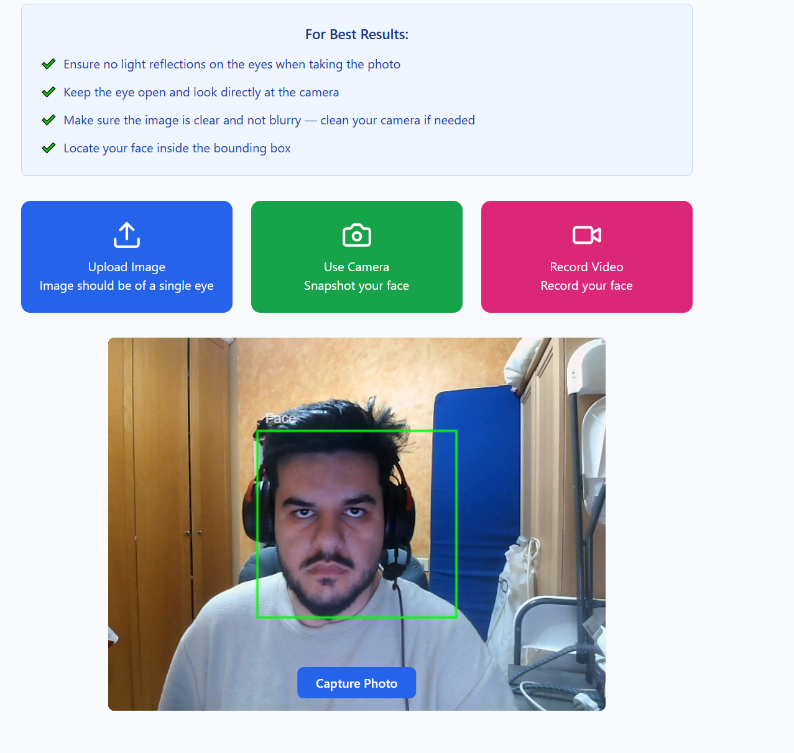 For Best Results:
Ensure no light reflections on the eyes when taking the photo
Keep the eye open and look directly at the camera
Make sure the image is clear and not blurry — clean your camera if needed
Locate your face inside the bounding box
Upload Image
Image should be of a single eye
Use Camera
Snapshot your face
Record Video
Record your face
Face
Capture Photo